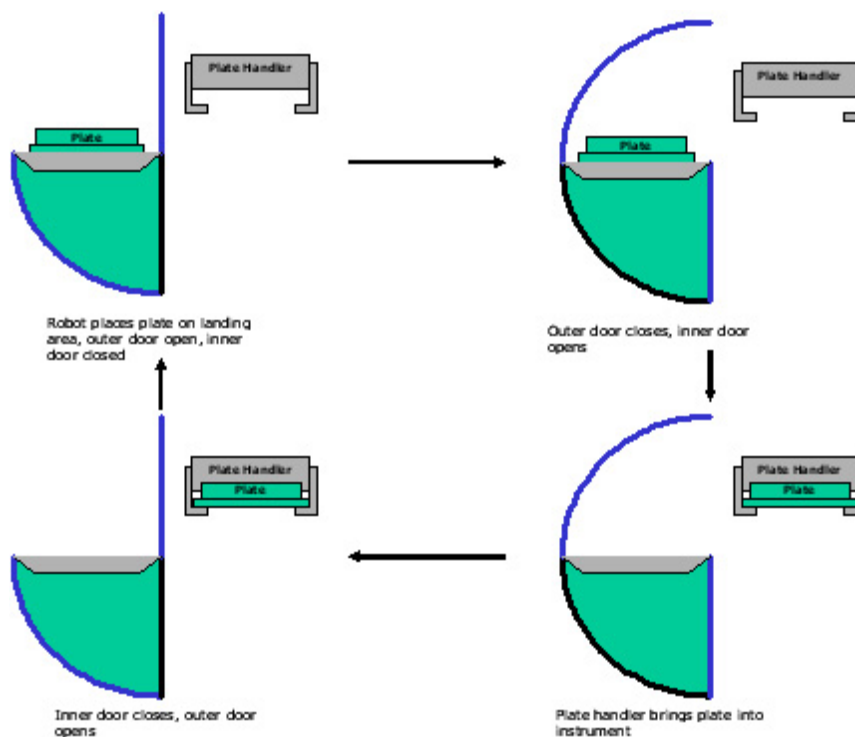 Plate Handler
Plate
Robot places plate on landing
area, outer door open, inner
door closed
Plate Handler
Plate
Outer door closes, inner door
opens
Plate Handler
Plate
Inner door closes, outer door
opens
Plate Handler
Plate
Plate handler brings plate into
instrument